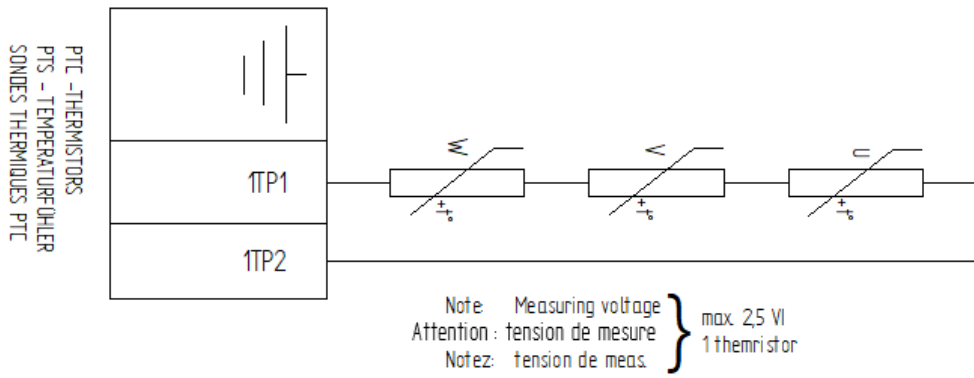 PTC -THERMISTORS
PTS - TEMPERATURFÜHLER
SONDES THERMIQUES PTC
1TP1
1TP2
W
V
U
+t°
+t°
+t°
Note: Measuring voltage
Attention : tension de mesure
Notez: tension de meas.
max. 2,5 V/
1 themristor